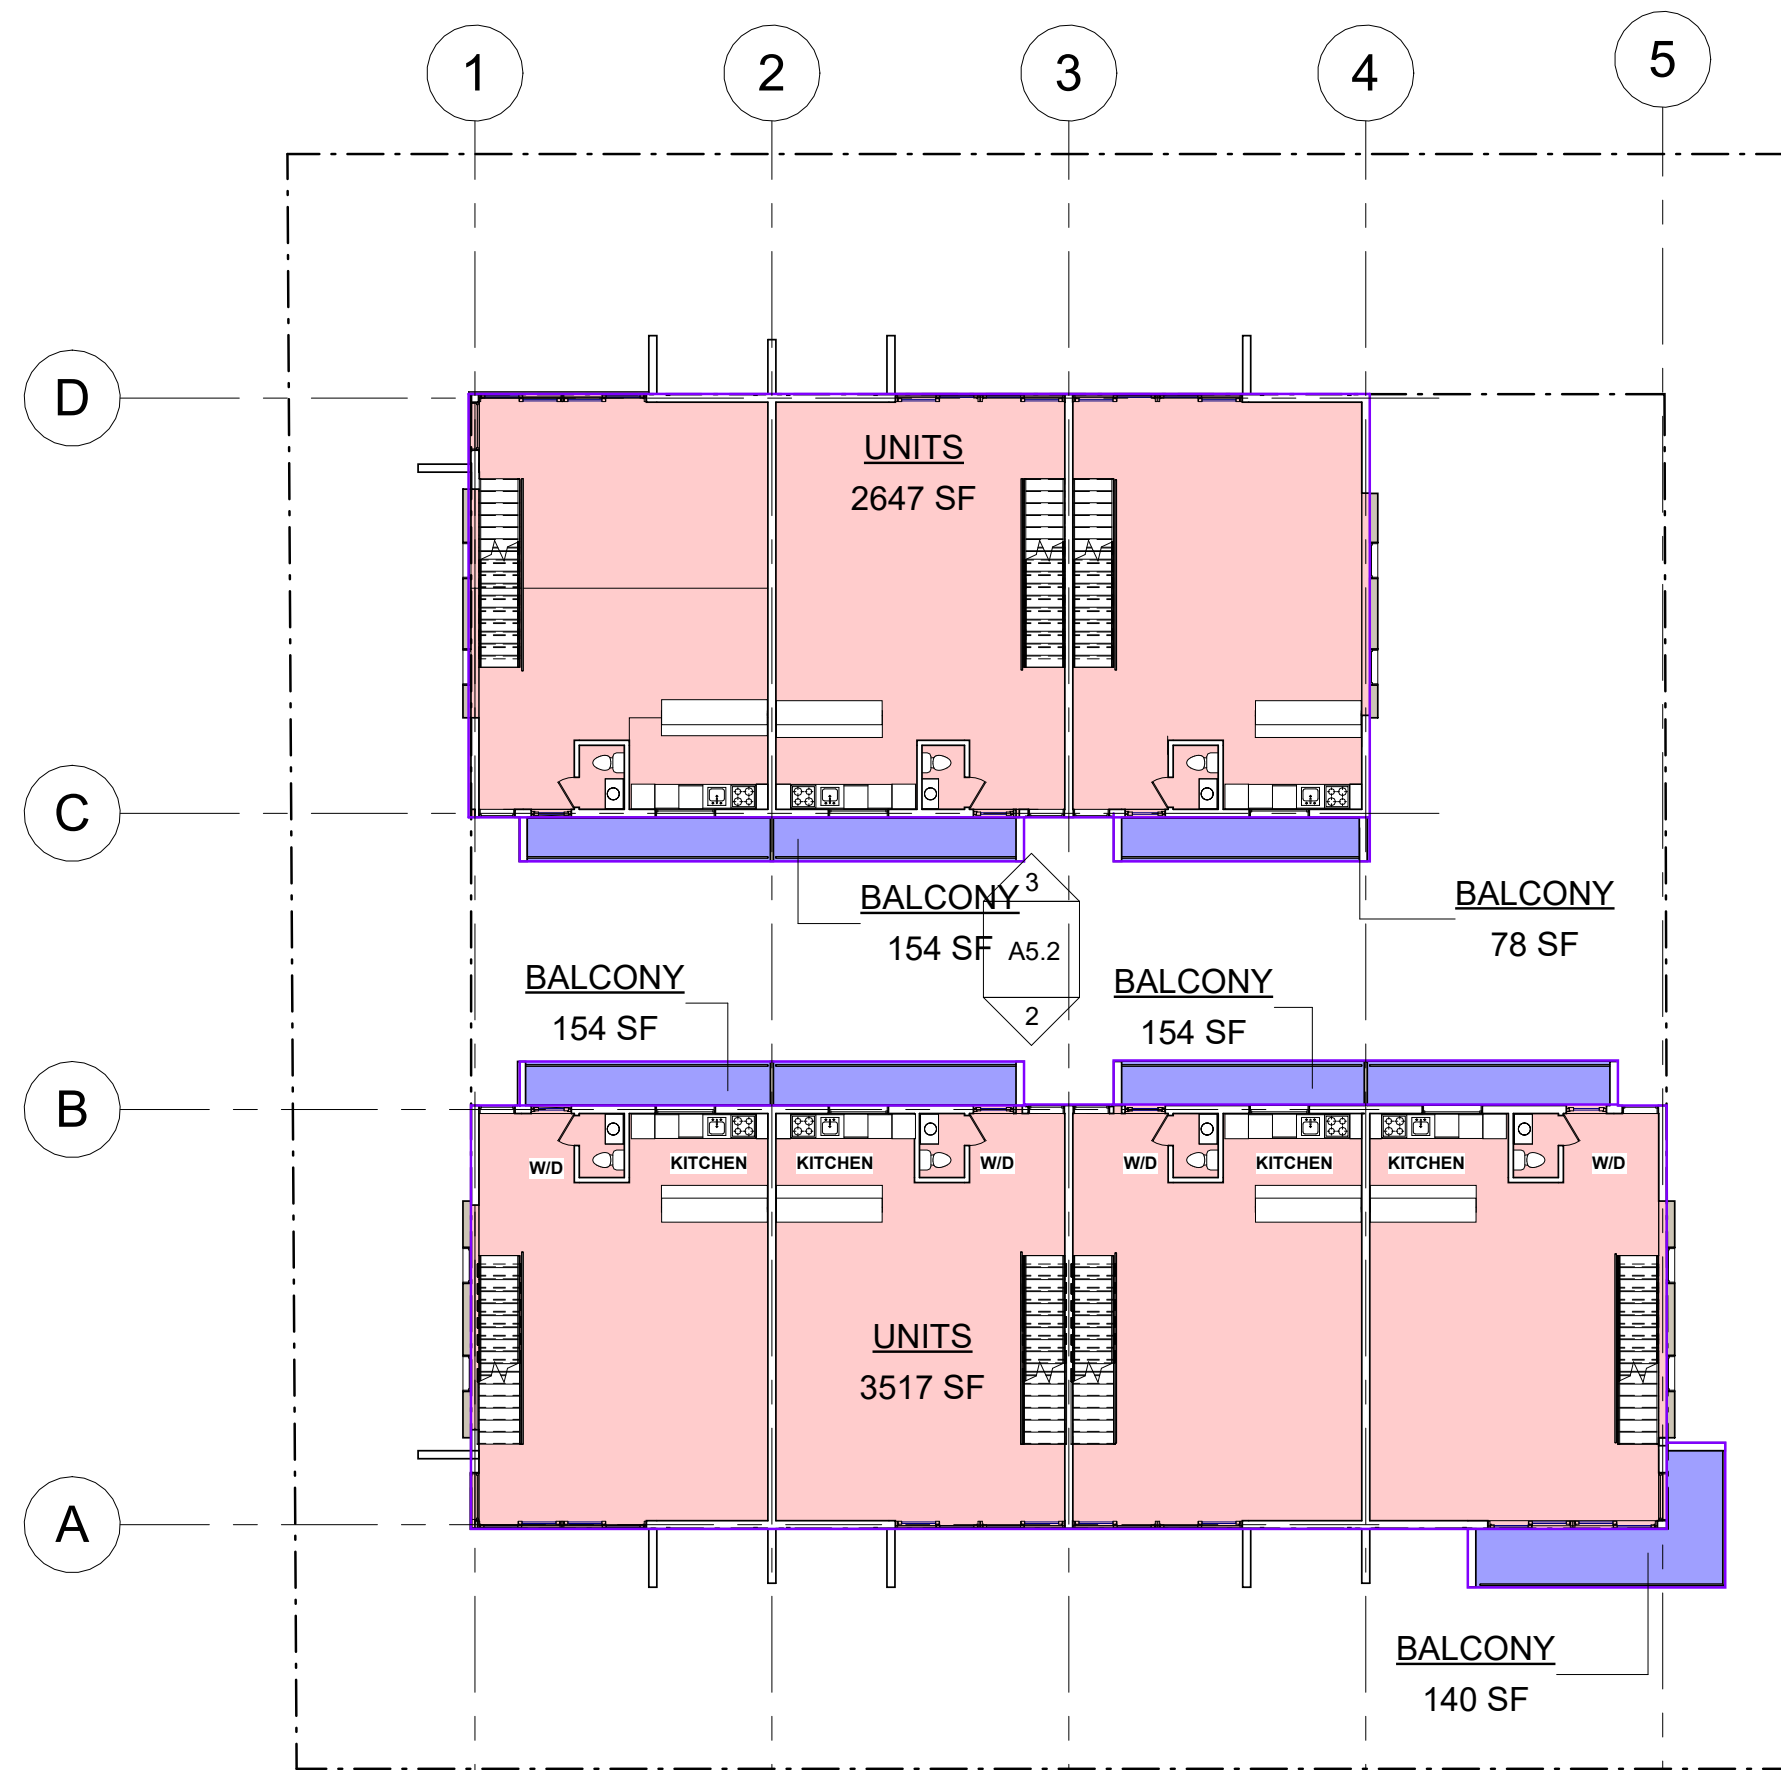 1 2 3 4 5
D
UNITS
2647 SF
C
BALCONY
154 SF
3
A5.2
2
BALCONY
78 SF
BALCONY
154 SF
BALCONY
154 SF
B
W/D KITCHEN KITCHEN W/D W/D KITCHEN KITCHEN W/D
UNITS
3517 SF
A
BALCONY
140 SF